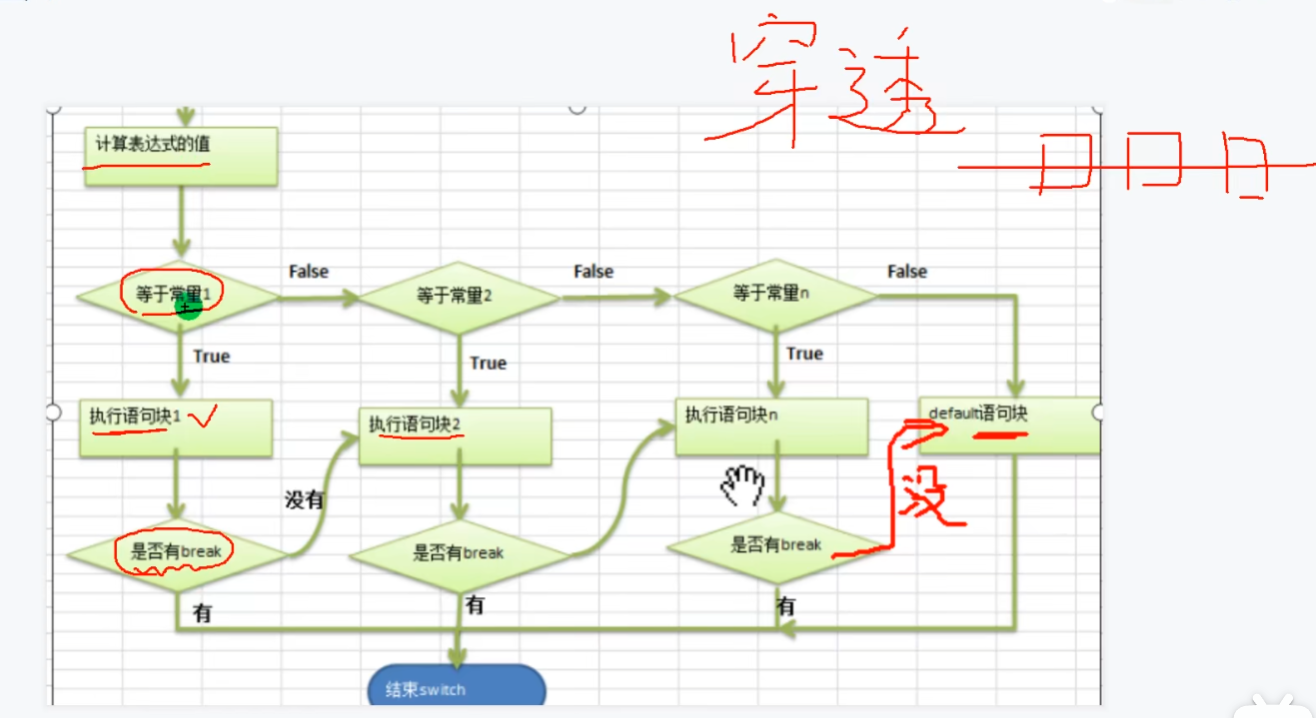 穿透
计算表达式的值
False
False
False
等于常量1
等于常量2
等于常量n
True
True
True
执行语句块1
执行语句块2
执行语句块n
default语句块
没有
没
是否有break
是否有break
是否有break
有
有
有
结束switch